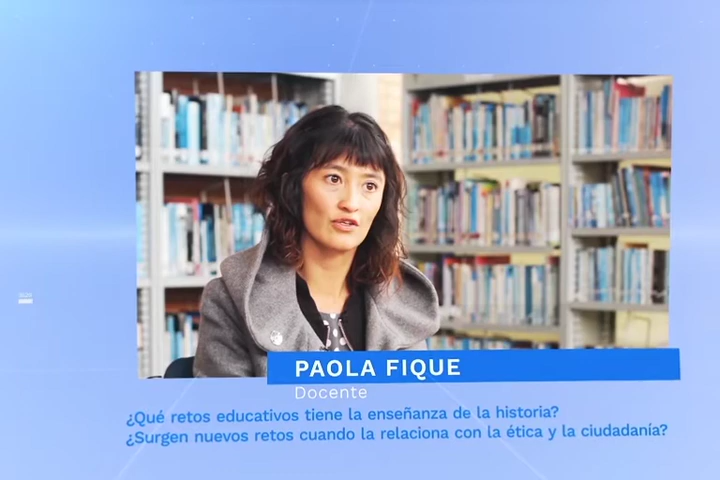 PAOLA FIQUE
Docente
¿Qué retos educativos tiene la enseñanza de la historia?
¿Surgen nuevos retos cuando la relaciona con la ética y la ciudadanía?